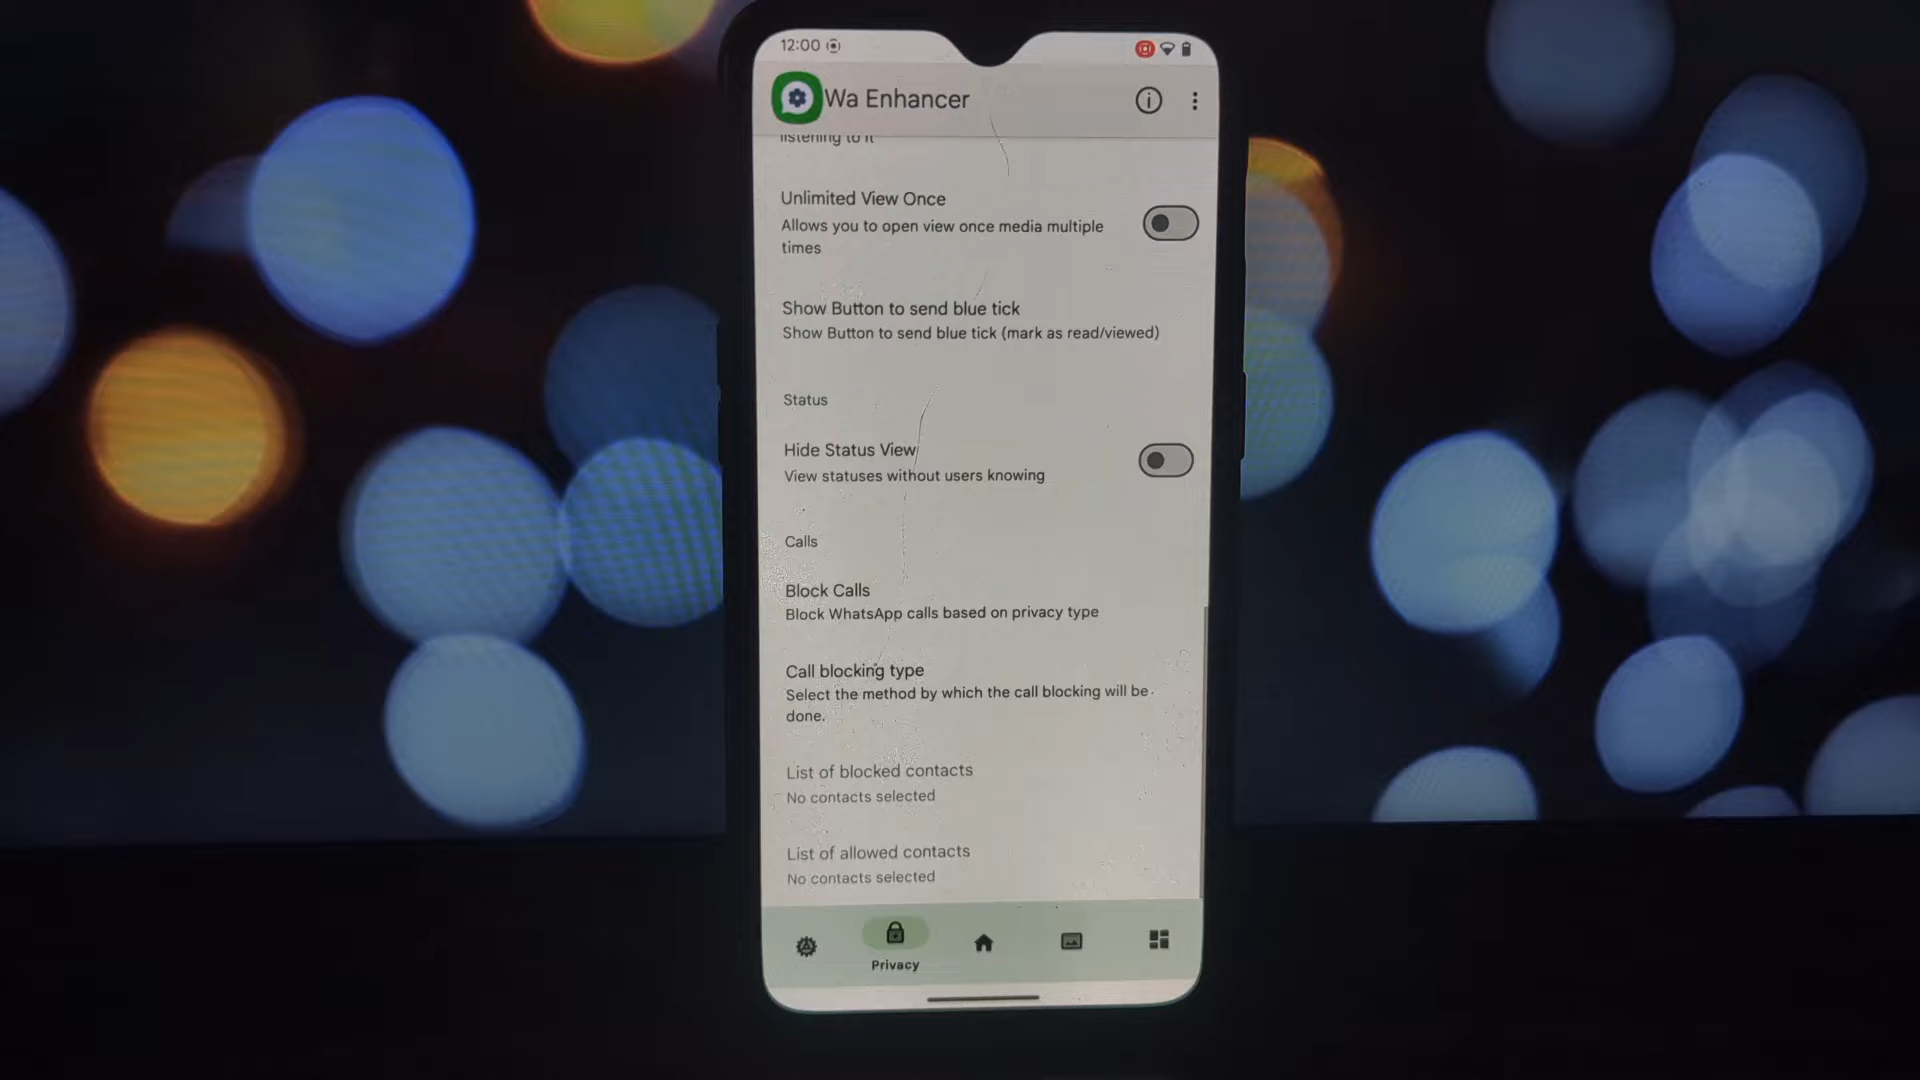 12:00
Wa Enhancer
listening to it
Unlimited View Once
Allows you to open view once media multiple
times
Show Button to send blue tick
Show Button to send blue tick (mark as read/viewed)
Status
Hide Status View
View statuses without users knowing
Calls
Block Calls
Block WhatsApp calls based on privacy type
Call blocking type
Select the method by which the call blocking will be
done.
List of blocked contacts
No contacts selected
List of allowed contacts
No contacts selected
Privacy